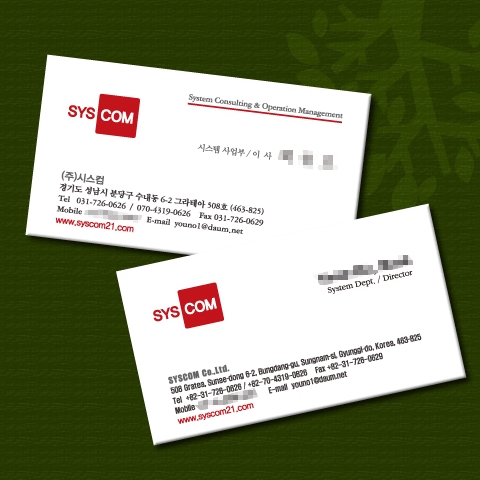 SYSCOM
System Consulting & Operation Management
시스템 사업부 / 이 사
(주)시스컴
경기도 성남시 분당구 수내동 6-2 그라테아 508호 (463-825)
Tel 031-726-0626 / 070-4319-0626 Fax 031-726-0629
Mobile E-mail youno1@daum.net
www.syscom21.com
SYSCOM
System Dept. / Director
SYSCOM Co.,Ltd.
508 Gratea, Sunae-dong 6-2, Bungdang-gu, Sungnam-si, Gyunggi-do, Korea, 463-825
Tel +82-31-726-0626 / +82-70-4319-0626 Fax +82-31-726-0629
Mobile E-mail youno1@daum.net
www.syscom21.com